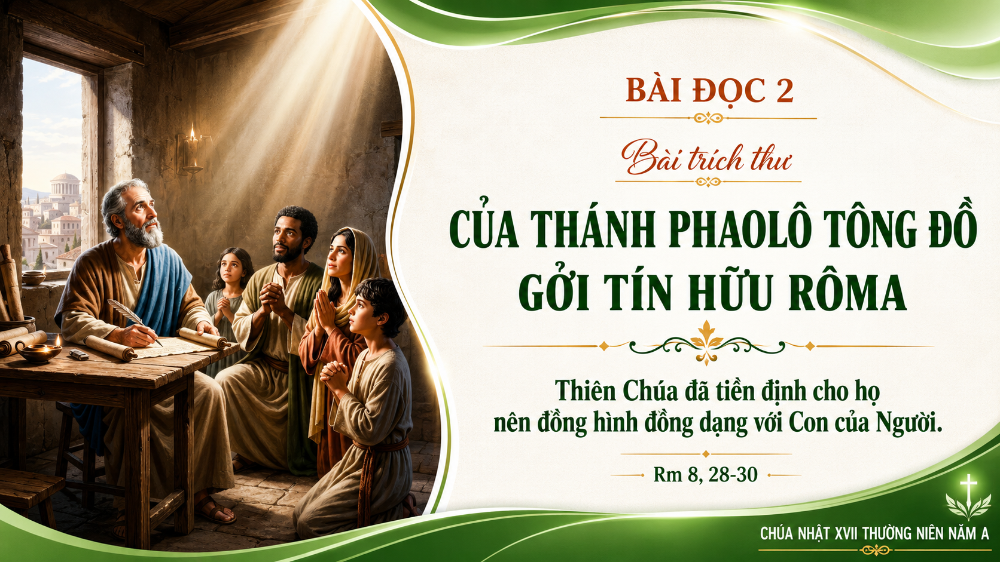 BÀI ĐỌC 2
Bài trích thư
CỦA THÁNH PHAOLÔ TÔNG ĐỒ
GỞI TÍN HỮU RÔMA
Thiên Chúa đã tiền định cho họ
nên đồng hình đồng dạng với Con của Người.
Rm 8, 28-30
CHÚA NHẬT XVII THƯỜNG NIÊN NĂM A